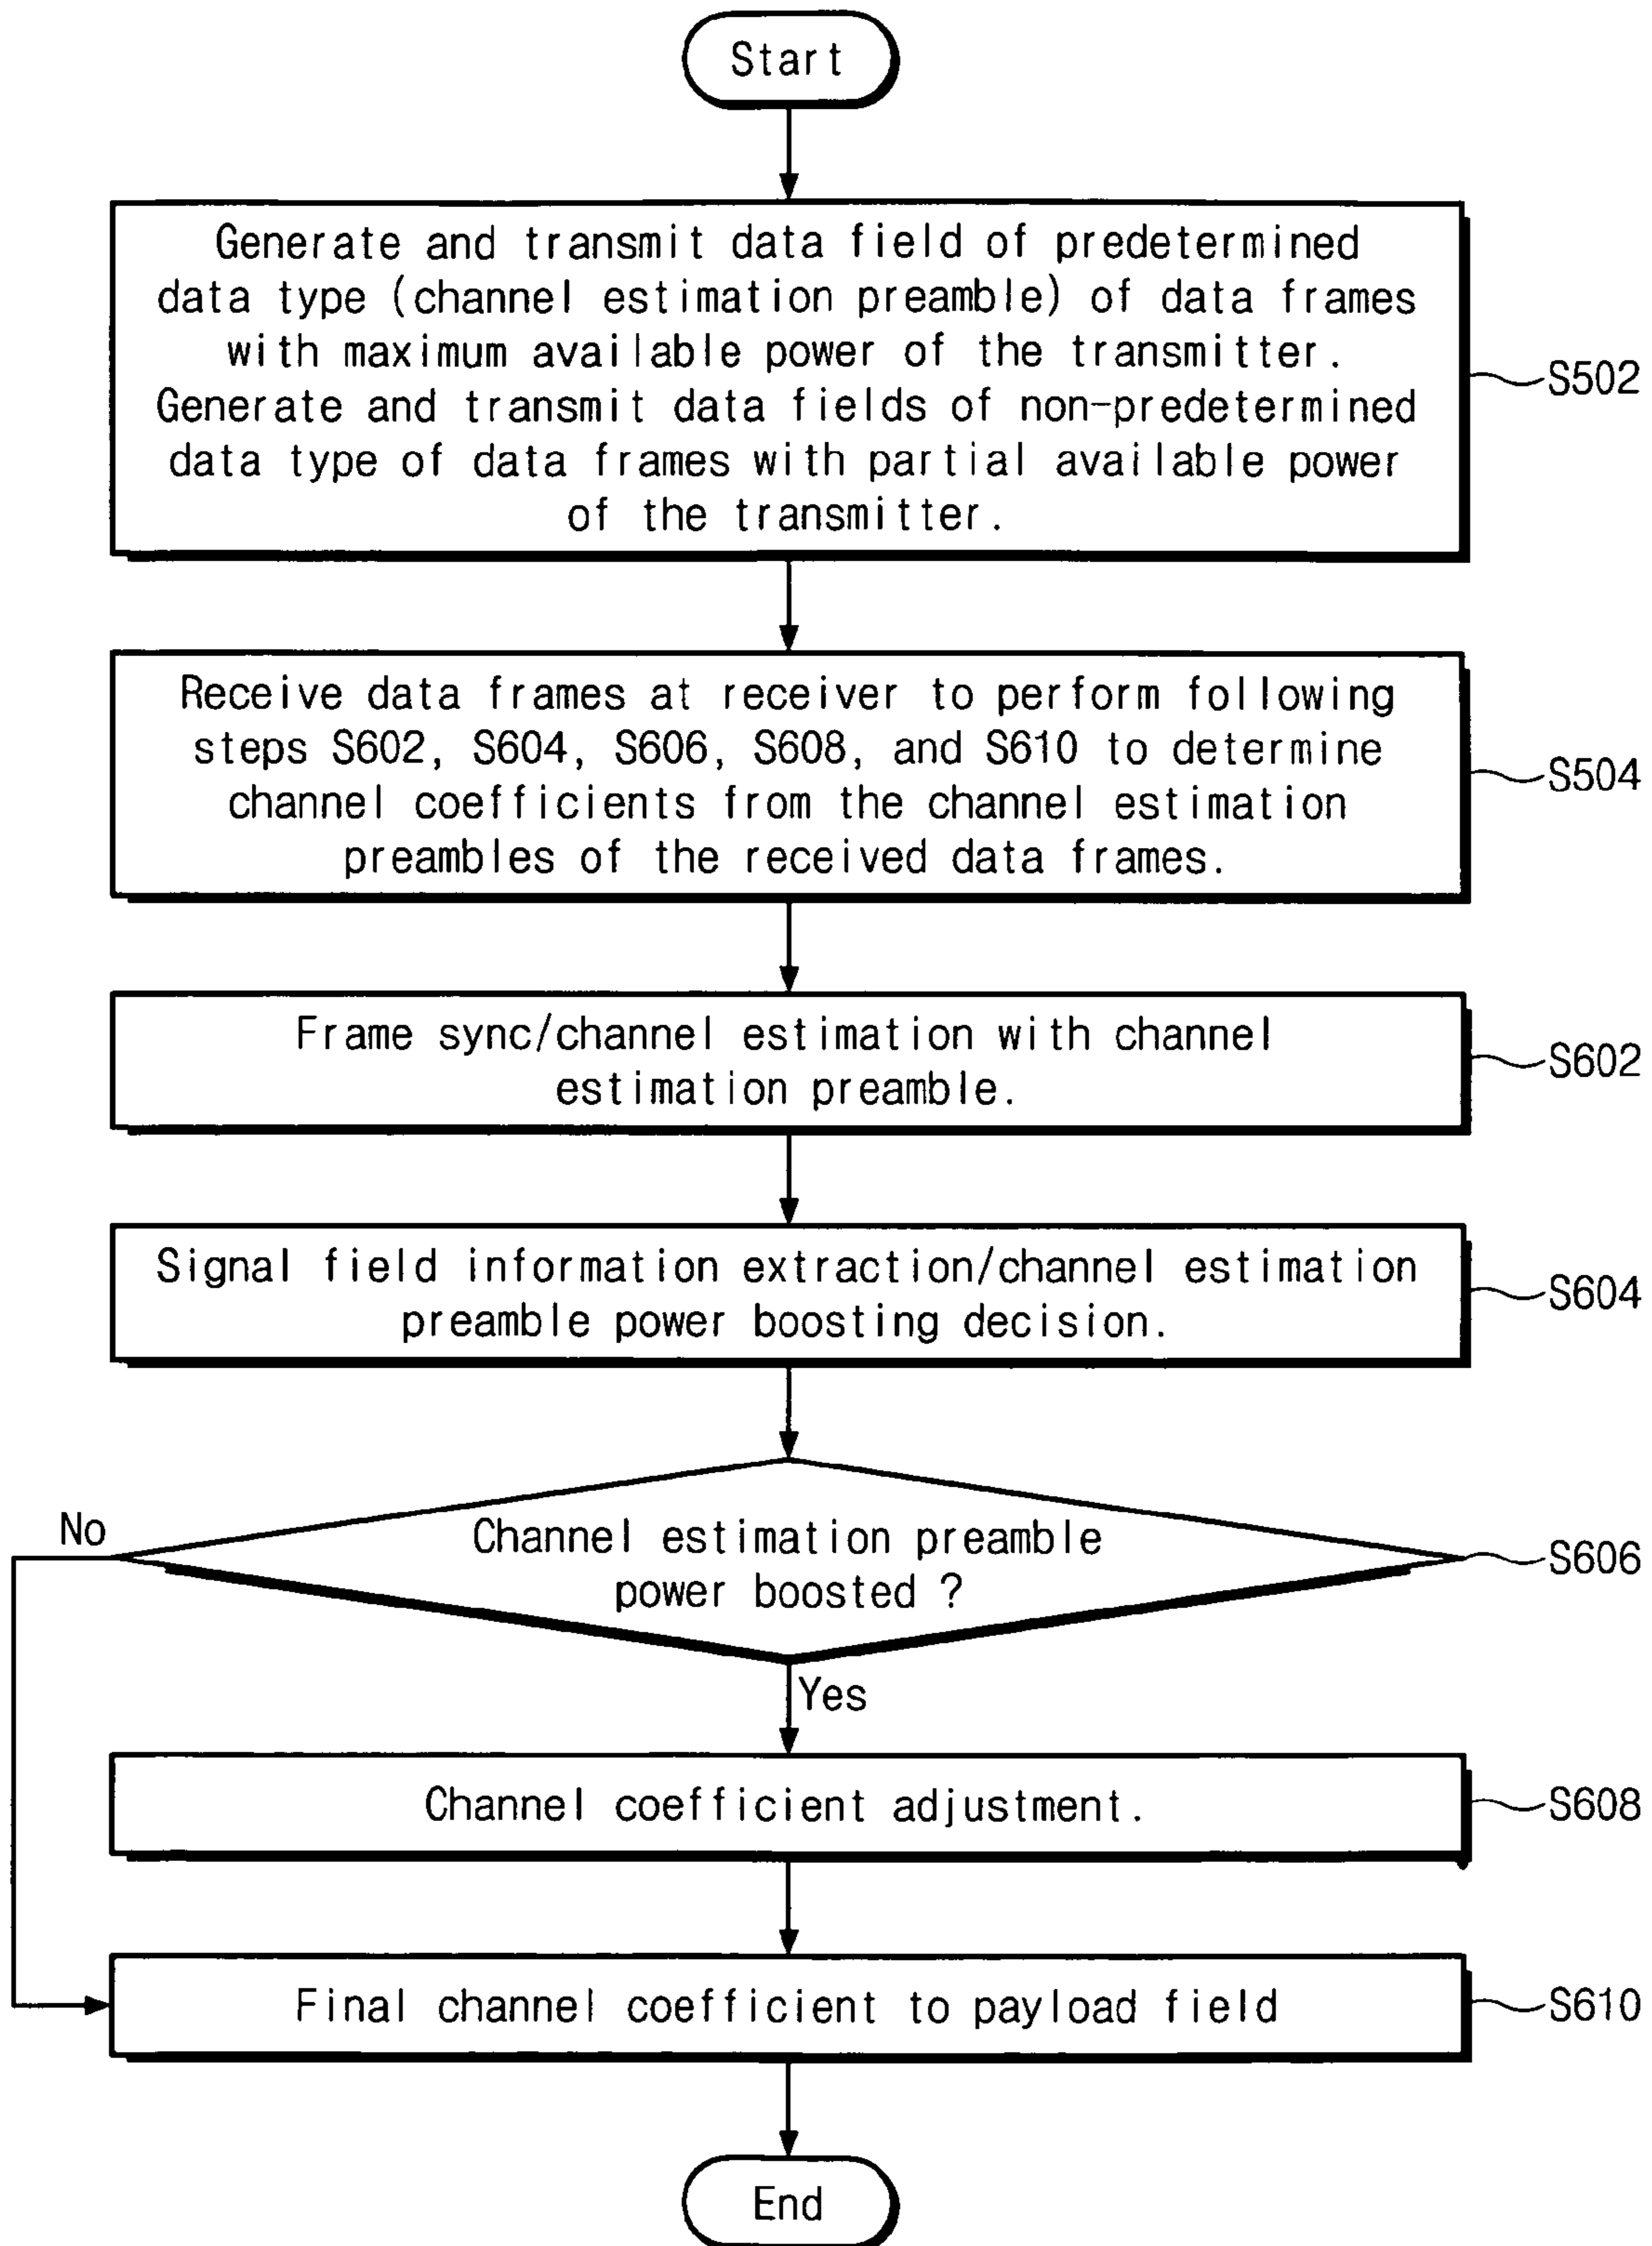 Start
Generate and transmit data field of predetermined
data type (channel estimation preamble) of data frames
with maximum available power of the transmitter.
Generate and transmit data fields of non-predetermined
data type of data frames with partial available power
of the transmitter.
S502
Receive data frames at receiver to perform following
steps S602, S604, S606, S608, and S610 to determine
channel coefficients from the channel estimation
preambles of the received data frames.
S504
Frame sync/channel estimation with channel
estimation preamble.
S602
Signal field information extraction/channel estimation
preamble power boosting decision.
S604
No
Channel estimation preamble
power boosted ?
S606
Yes
Channel coefficient adjustment.
S608
Final channel coefficient to payload field
S610
End